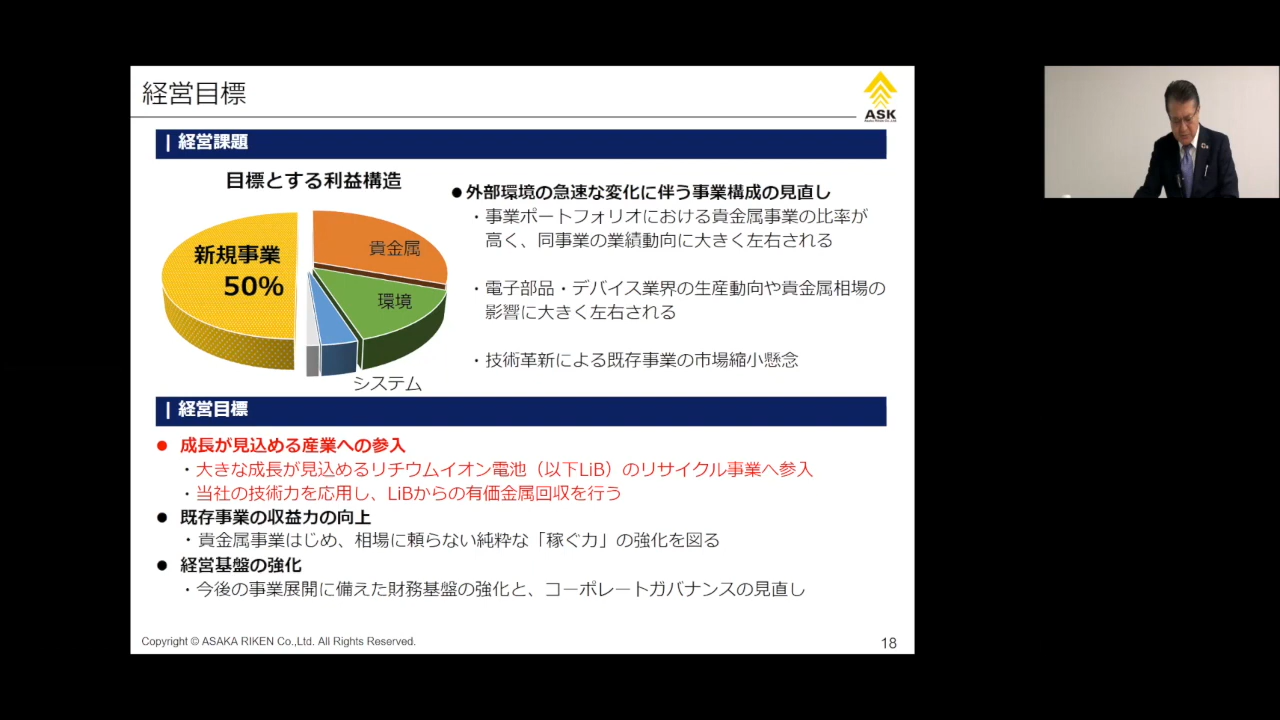 経営目標
ASK
Asaka Riken Co.,Ltd.
| 経営課題
目標とする利益構造
新規事業
50%
貴金属
環境
システム
●外部環境の急速な変化に伴う事業構成の見直し
・事業ポートフォリオにおける貴金属事業の比率が
高く、同事業の業績動向に大きく左右される
・電子部品・デバイス業界の生産動向や貴金属相場の
影響に大きく左右される
・技術革新による既存事業の市場縮小懸念
| 経営目標
● 成長が見込める産業への参入
・大きな成長が見込めるリチウムイオン電池（以下LiB）のリサイクル事業へ参入
・当社の技術力を応用し、LiBからの有価金属回収を行う
● 既存事業の収益力の向上
・貴金属事業はじめ、相場に頼らない純粋な「稼ぐ力」の強化を図る
● 経営基盤の強化
・今後の事業展開に備えた財務基盤の強化と、コーポレートガバナンスの見直し
Copyright © ASAKA RIKEN Co.,Ltd. All Rights Reserved.
18